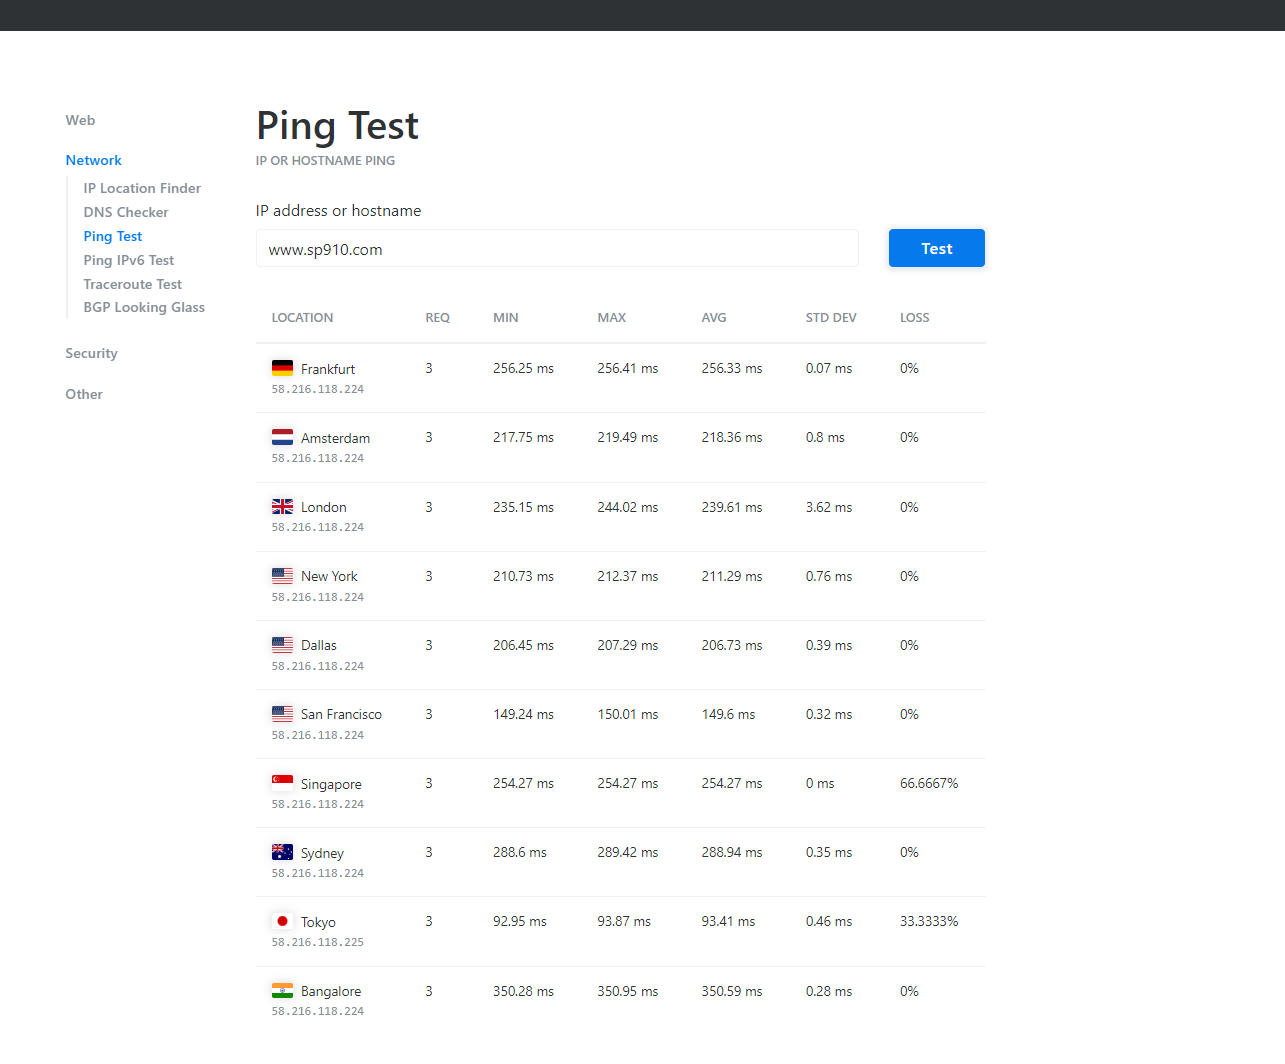 Web
Network
IP Location Finder
DNS Checker
Ping Test
Ping IPv6 Test
Traceroute Test
BGP Looking Glass
Security
Other
Ping Test
IP OR HOSTNAME PING
IP address or hostname
www.sp910.com
Test
LOCATION REQ MIN MAX AVG STD DEV LOSS
Frankfurt 3 256.25 ms 256.41 ms 256.33 ms 0.07 ms 0%
58.216.118.224
Amsterdam 3 217.75 ms 219.49 ms 218.36 ms 0.8 ms 0%
58.216.118.224
London 3 235.15 ms 244.02 ms 239.61 ms 3.62 ms 0%
58.216.118.224
New York 3 210.73 ms 212.37 ms 211.29 ms 0.76 ms 0%
58.216.118.224
Dallas 3 206.45 ms 207.29 ms 206.73 ms 0.39 ms 0%
58.216.118.224
San Francisco 3 149.24 ms 150.01 ms 149.6 ms 0.32 ms 0%
58.216.118.224
Singapore 3 254.27 ms 254.27 ms 254.27 ms 0 ms 66.6667%
58.216.118.224
Sydney 3 288.6 ms 289.42 ms 288.94 ms 0.35 ms 0%
58.216.118.224
Tokyo 3 92.95 ms 93.87 ms 93.41 ms 0.46 ms 33.3333%
58.216.118.225
Bangalore 3 350.28 ms 350.95 ms 350.59 ms 0.28 ms 0%
58.216.118.224